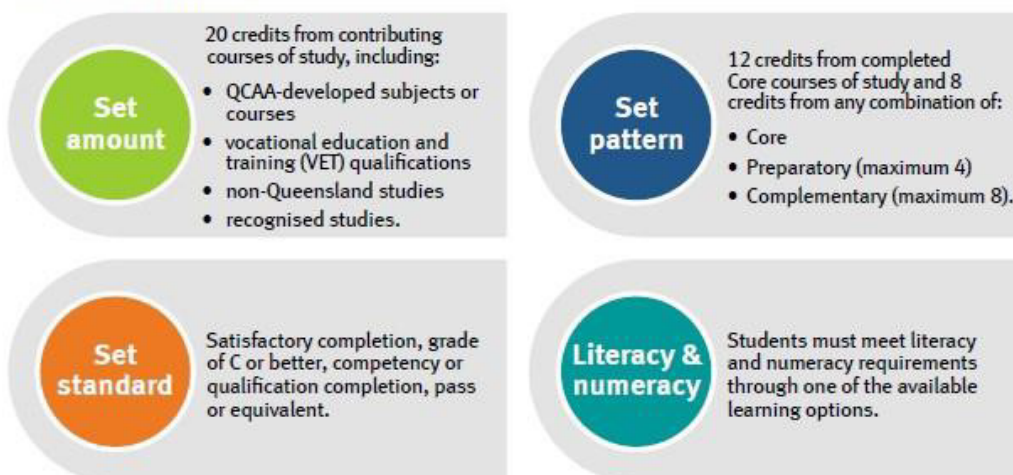 Set
amount
20 credits from contributing
courses of study, including:
• QCAA-developed subjects or
courses
• vocational education and
training (VET) qualifications
• non-Queensland studies
• recognised studies.
Set
pattern
12 credits from completed
Core courses of study and 8
credits from any combination of:
• Core
• Preparatory (maximum 4)
• Complementary (maximum 8).
Set
standard
Satisfactory completion, grade
of C or better, competency or
qualification completion, pass
or equivalent.
Literacy &
numeracy
Students must meet literacy
and numeracy requirements
through one of the available
learning options.